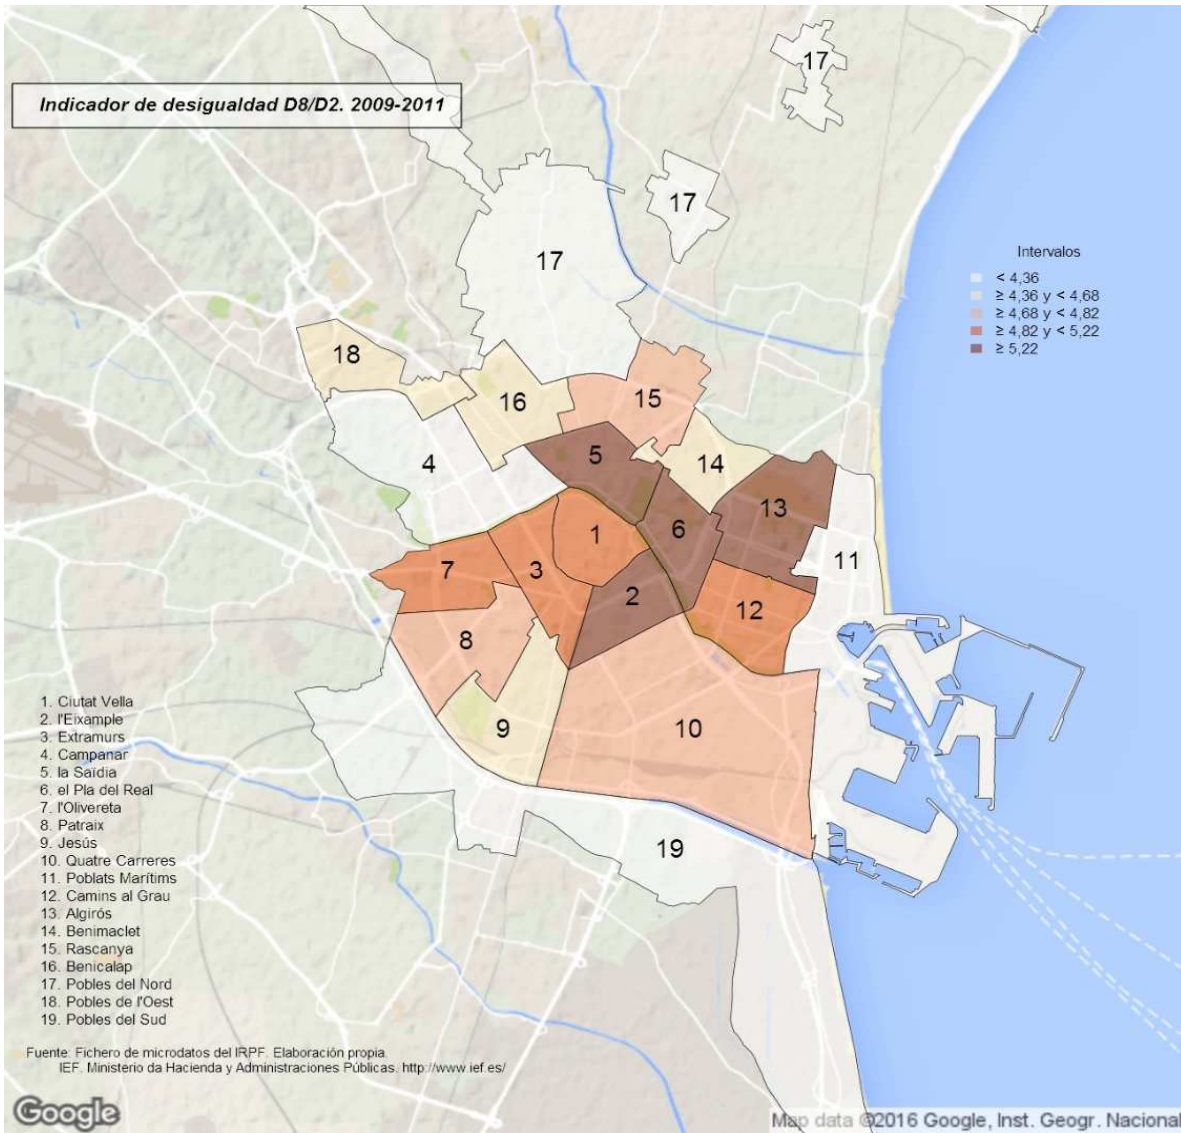 17
Indicador de desigualdad D8/D2. 2009-2011
17
17
Intervalos
< 4,36
≥ 4,36 y < 4,68
≥ 4,68 y < 4,82
≥ 4,82 y < 5,22
≥ 5,22
18
16
15
4
5
14
13
6
1
11
7
3
2
12
8
9
10
19
1. Ciutat Vella
2. l'Eixample
3. Extramurs
4. Campanar
5. la Saïdia
6. el Pla del Real
7. l'Olivereta
8. Patraix
9. Jesús
10. Quatre Carreres
11. Poblats Marítims
12. Camins al Grau
13. Algirós
14. Benimaclet
15. Rascanya
16. Benicalap
17. Pobles del Nord
18. Pobles de l'Oest
19. Pobles del Sud
Fuente: Fichero de microdatos del IRPF. Elaboración propia.
IEF. Ministerio da Hacienda y Administraciones Públicas. http://www.ief.es/
Google
Map data ©2016 Google, Inst. Geogr. Nacional